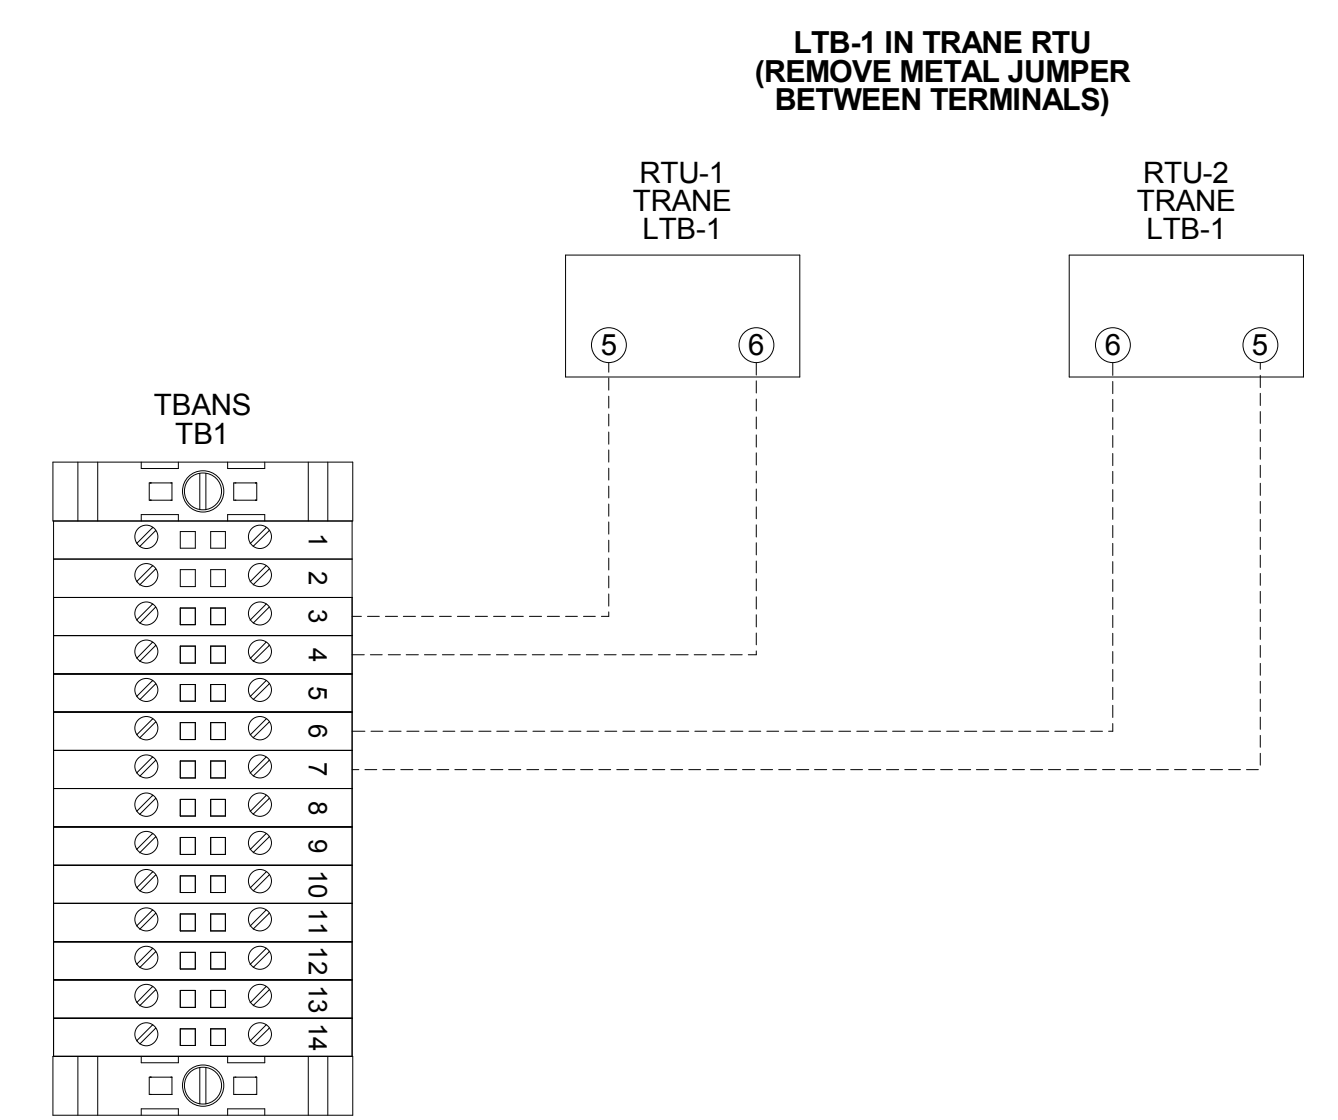 LTB-1 IN TRANE RTU
(REMOVE METAL JUMPER
BETWEEN TERMINALS)
RTU-1
TRANE
LTB-1
RTU-2
TRANE
LTB-1
5
6
6
5
TBANS
TB1
1
2
3
4
5
6
7
8
9
10
11
12
13
14